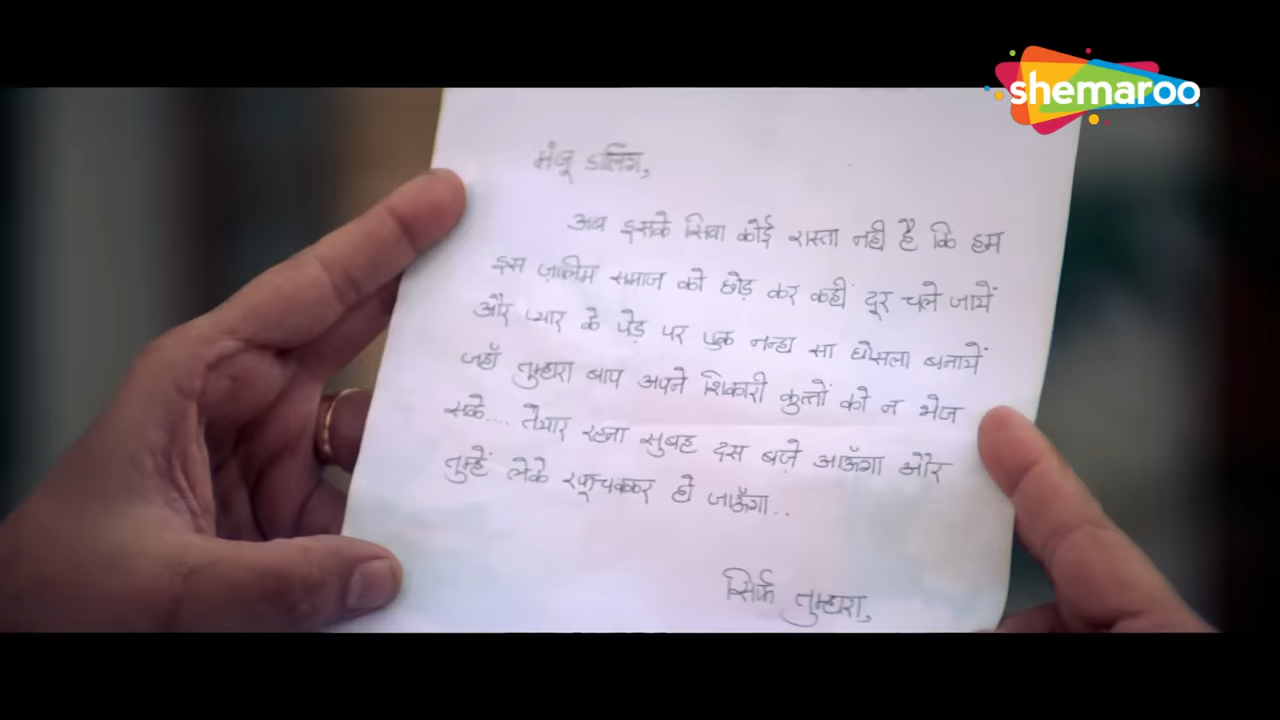 shemaroo
मंजू डार्लिंग,
अब इसके सिवा कोई रास्ता नही है कि हम
इस ज़ालिम समाज को छोड़ कर कहीं दूर चले जायें
और प्यार के पेड़ पर एक नन्हा सा घोसला बनायें
जहाँ तुम्हारा बाप अपने शिकारी कुत्तों को न भेज
सके.... तैयार रहना सुबह दस बजे आऊँगा और
तुम्हें लेके रफूचक्कर हो जाऊँगा..
सिर्फ तुम्हारा,